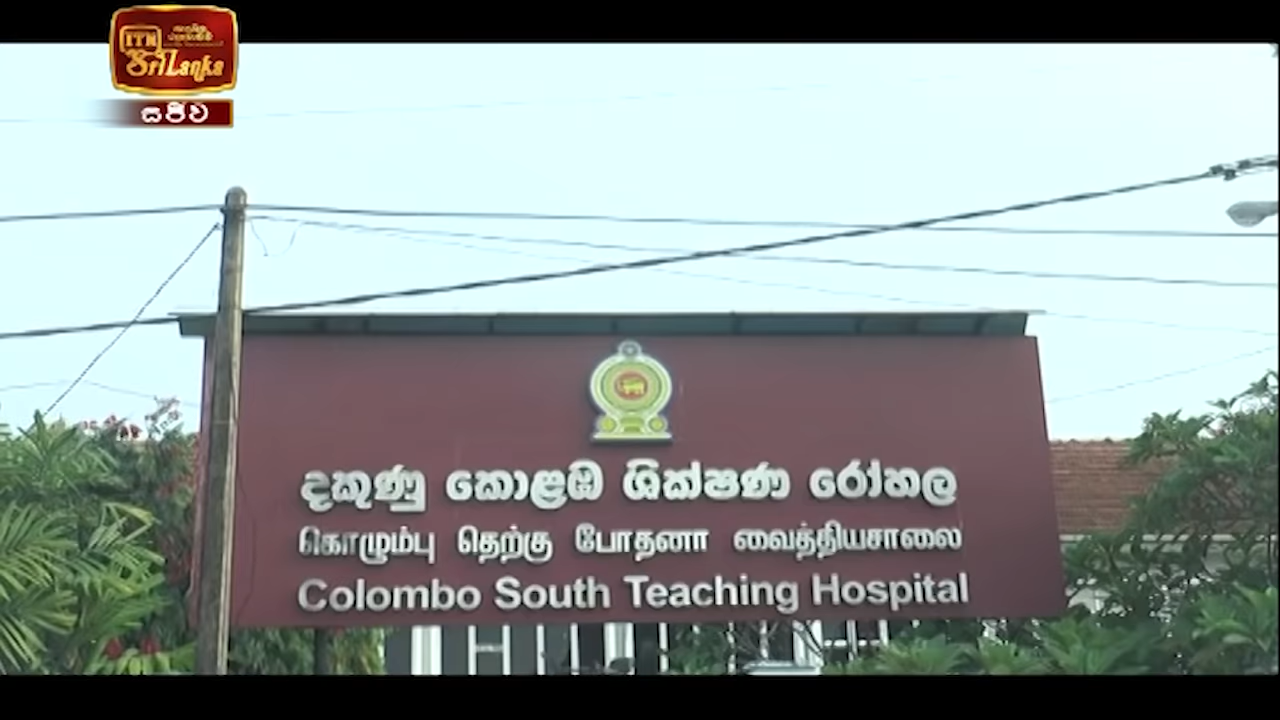 ITN
Sri Lanka
සජීව
දකුණු කොළඹ ශික්ෂණ රෝහල
கொழும்பு தெற்கு போதனா வைத்தியசாலை
Colombo South Teaching Hospital